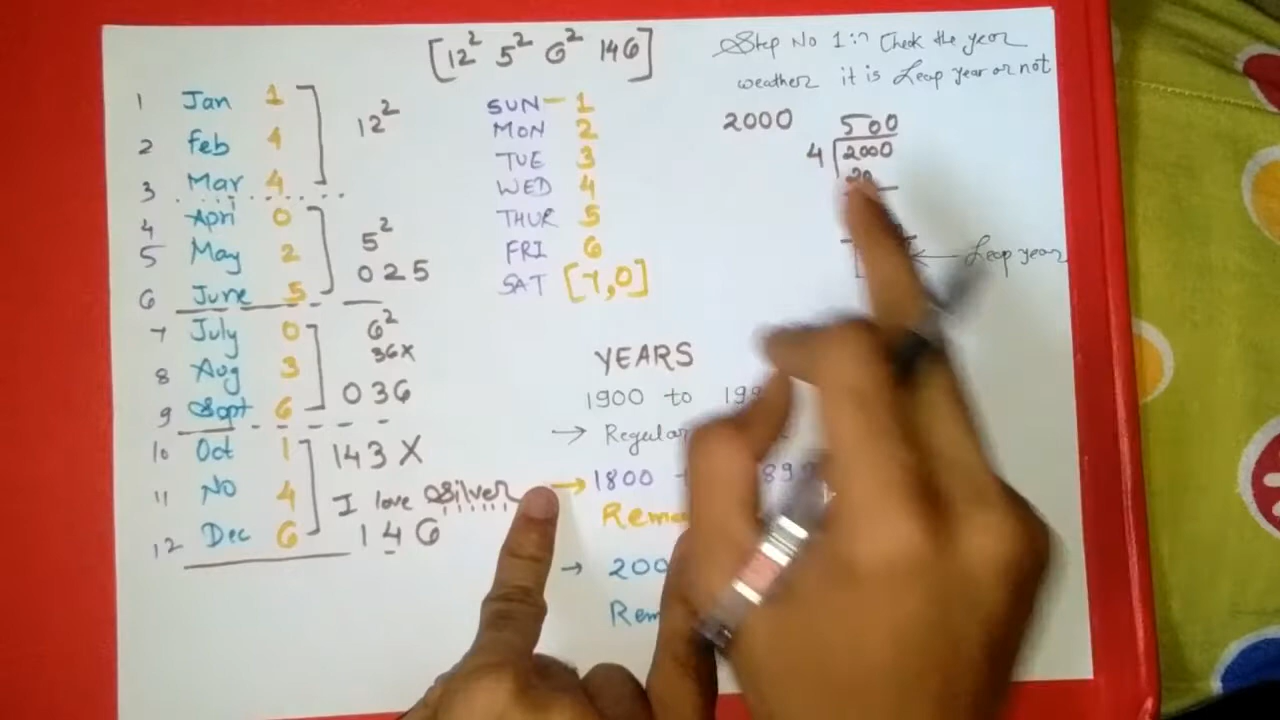 [12² 5² 6² 146]
1 Jan 1
2 Feb 4
3 Mar 4
12²
4 Apri 0
5 May 2
6 June 5
5²
025
7 July 0
8 Aug 3
9 Sept 6
6²
36X
036
10 Oct 1
11 No 4
12 Dec 6
143 X
I love Silver
146
SUN – 1
MON 2
TUE 3
WED 4
THUR 5
FRI 6
SAT [7,0]
YEARS
1900 to
→ Regular
→ 1800
→
Step No 1:→ Check the year
weather it is Leap year or not
2000
500
4 2000
20
← Leap year